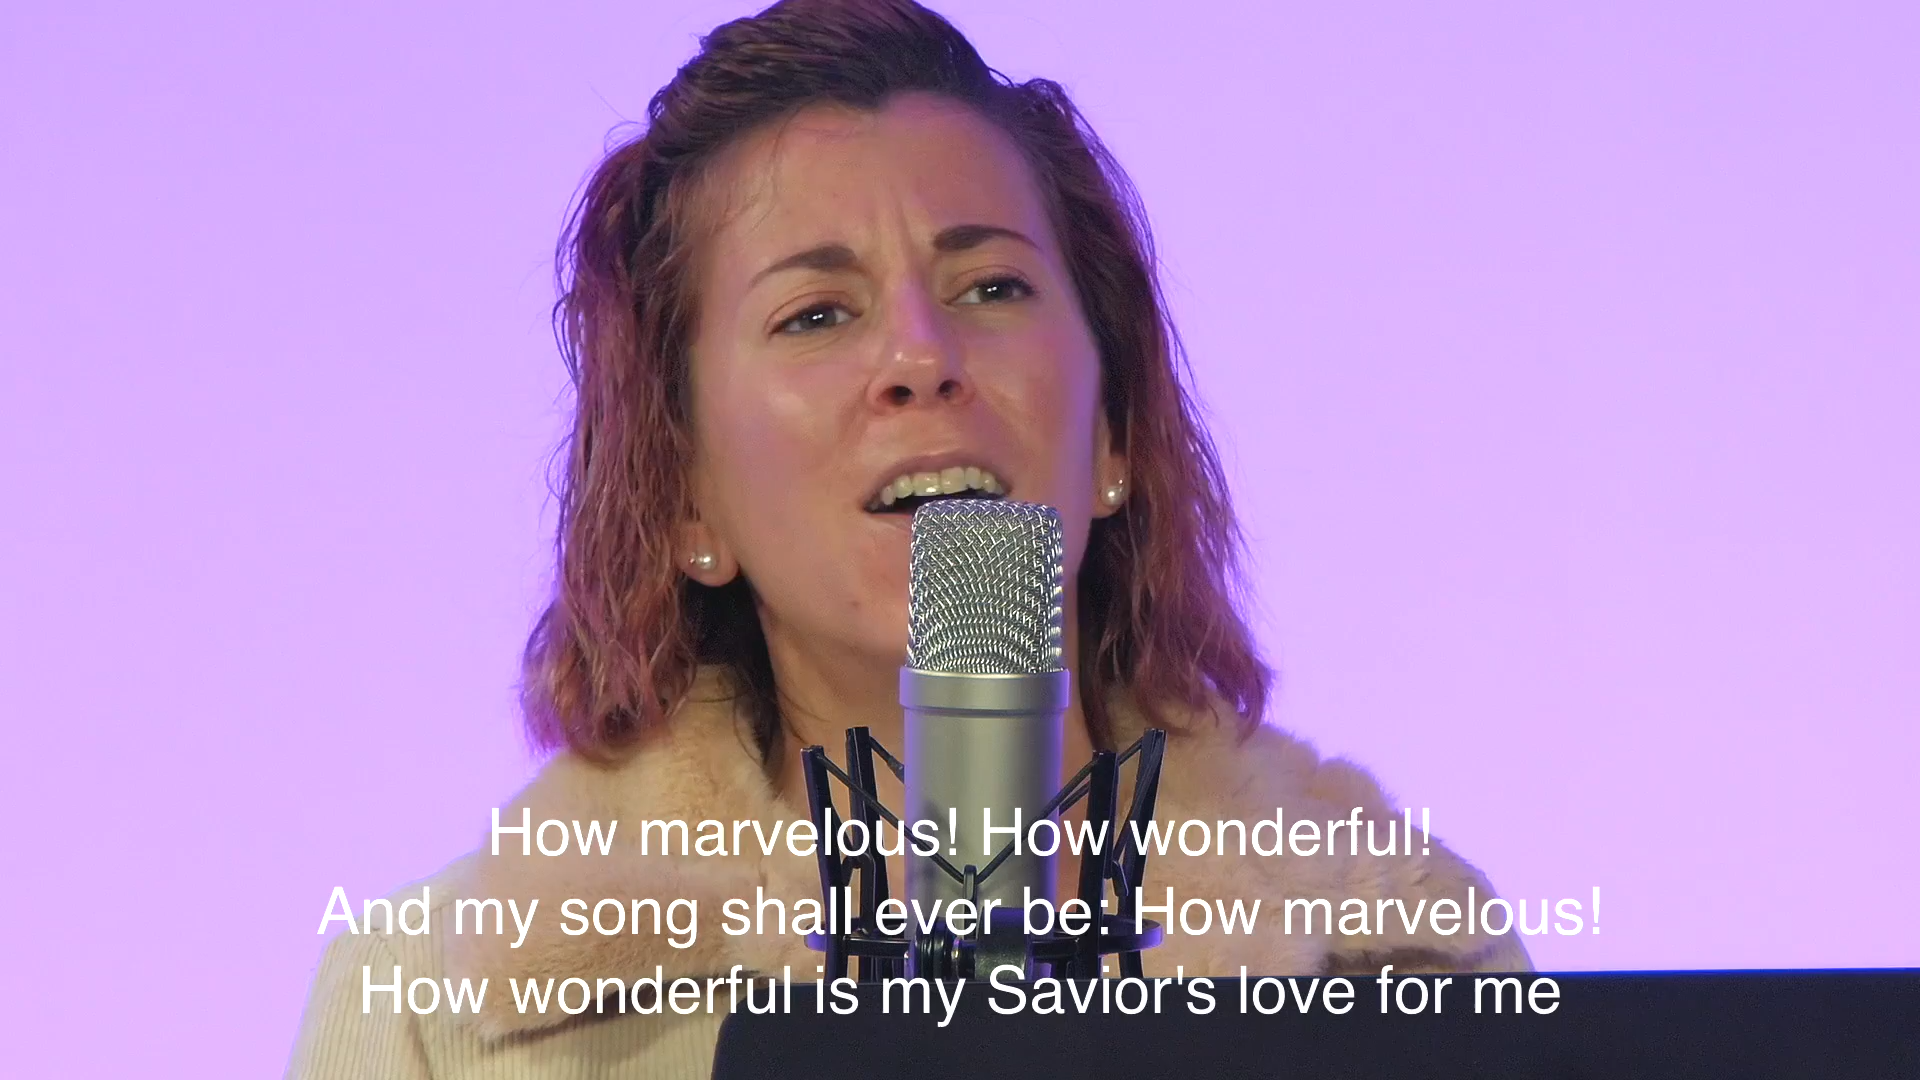 How marvelous! How wonderful!
And my song shall ever be: How marvelous!
How wonderful is my Savior's love for me